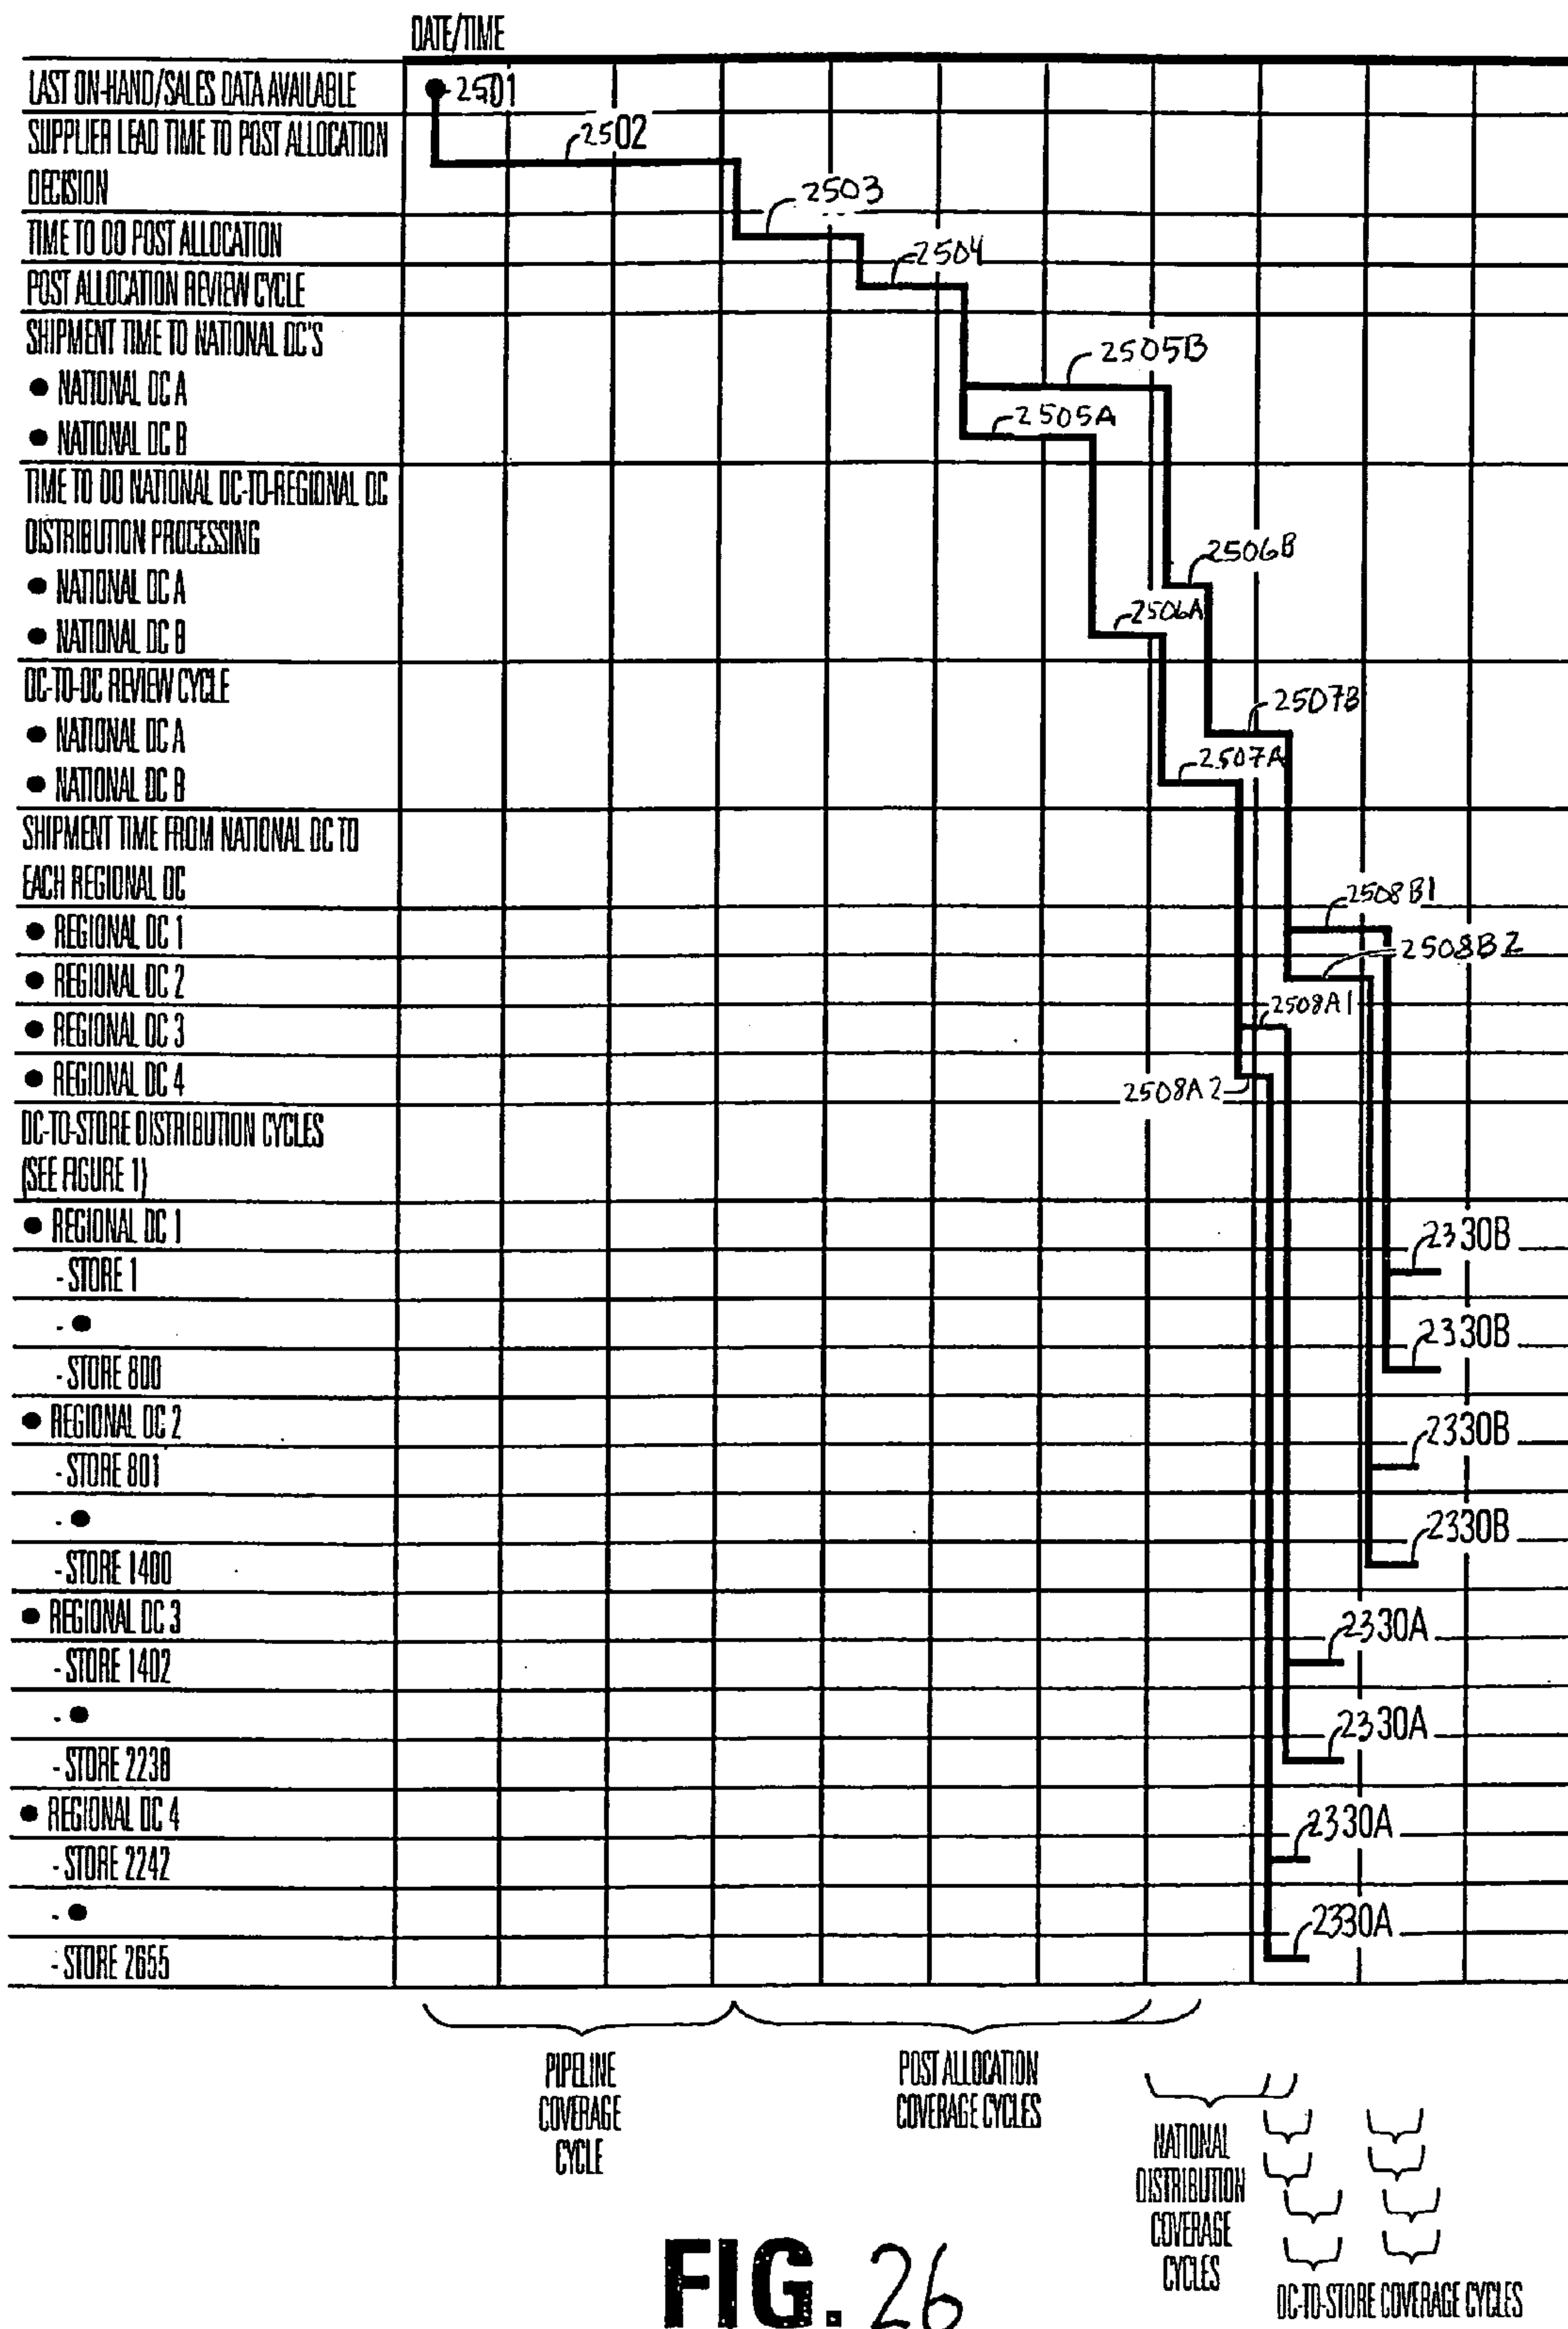 DATE/TIME
LAST ON-HAND/SALES DATA AVAILABLE
2501
SUPPLIER LEAD TIME TO POST ALLOCATION
DECISION
2502
2503
TIME TO DO POST ALLOCATION
2504
POST ALLOCATION REVIEW CYCLE
SHIPMENT TIME TO NATIONAL DC'S
2505B
● NATIONAL DC A
2505A
● NATIONAL DC B
TIME TO DO NATIONAL DC-TO-REGIONAL DC
DISTRIBUTION PROCESSING
2506B
● NATIONAL DC A
2506A
● NATIONAL DC B
DC-TO-DC REVIEW CYCLE
2507B
● NATIONAL DC A
2507A
● NATIONAL DC B
SHIPMENT TIME FROM NATIONAL DC TO
EACH REGIONAL DC
2508B1
● REGIONAL DC 1
2508B2
● REGIONAL DC 2
2508A1
● REGIONAL DC 3
● REGIONAL DC 4
2508A2
DC-TO-STORE DISTRIBUTION CYCLES
(SEE FIGURE 1)
● REGIONAL DC 1
2330B
- STORE 1
- ●
2330B
- STORE 800
● REGIONAL DC 2
2330B
- STORE 801
- ●
2330B
- STORE 1400
● REGIONAL DC 3
2330A
- STORE 1402
- ●
2330A
- STORE 2238
● REGIONAL DC 4
2330A
- STORE 2242
- ●
2330A
- STORE 2655
PIPELINE
COVERAGE
CYCLE
POST ALLOCATION
COVERAGE CYCLES
NATIONAL
DISTRIBUTION
COVERAGE
CYCLES
DC-TO-STORE COVERAGE CYCLES
FIG. 26